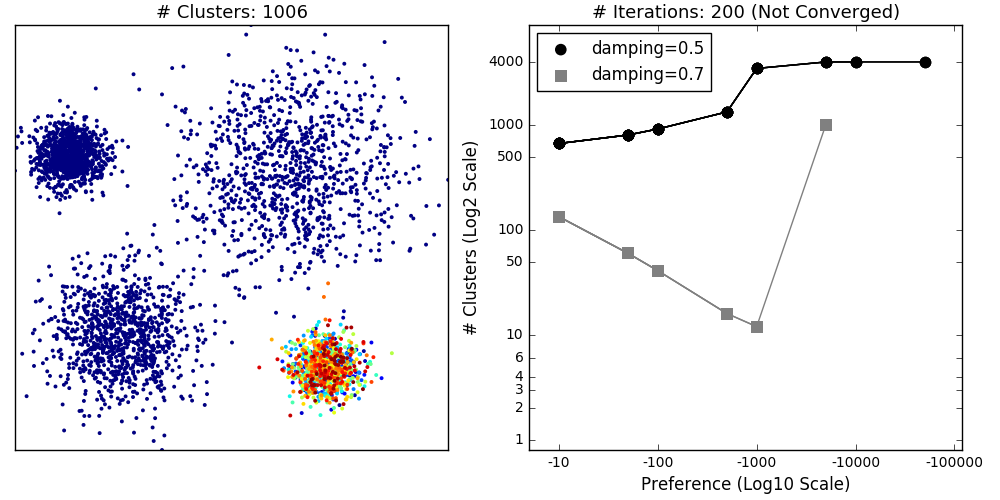 # Clusters: 1006
# Iterations: 200 (Not Converged)
damping=0.5
damping=0.7
# Clusters (Log2 Scale)
4000
1000
500
100
50
10
6
4
3
2
1
-10 -100 -1000 -10000 -100000
Preference (Log10 Scale)